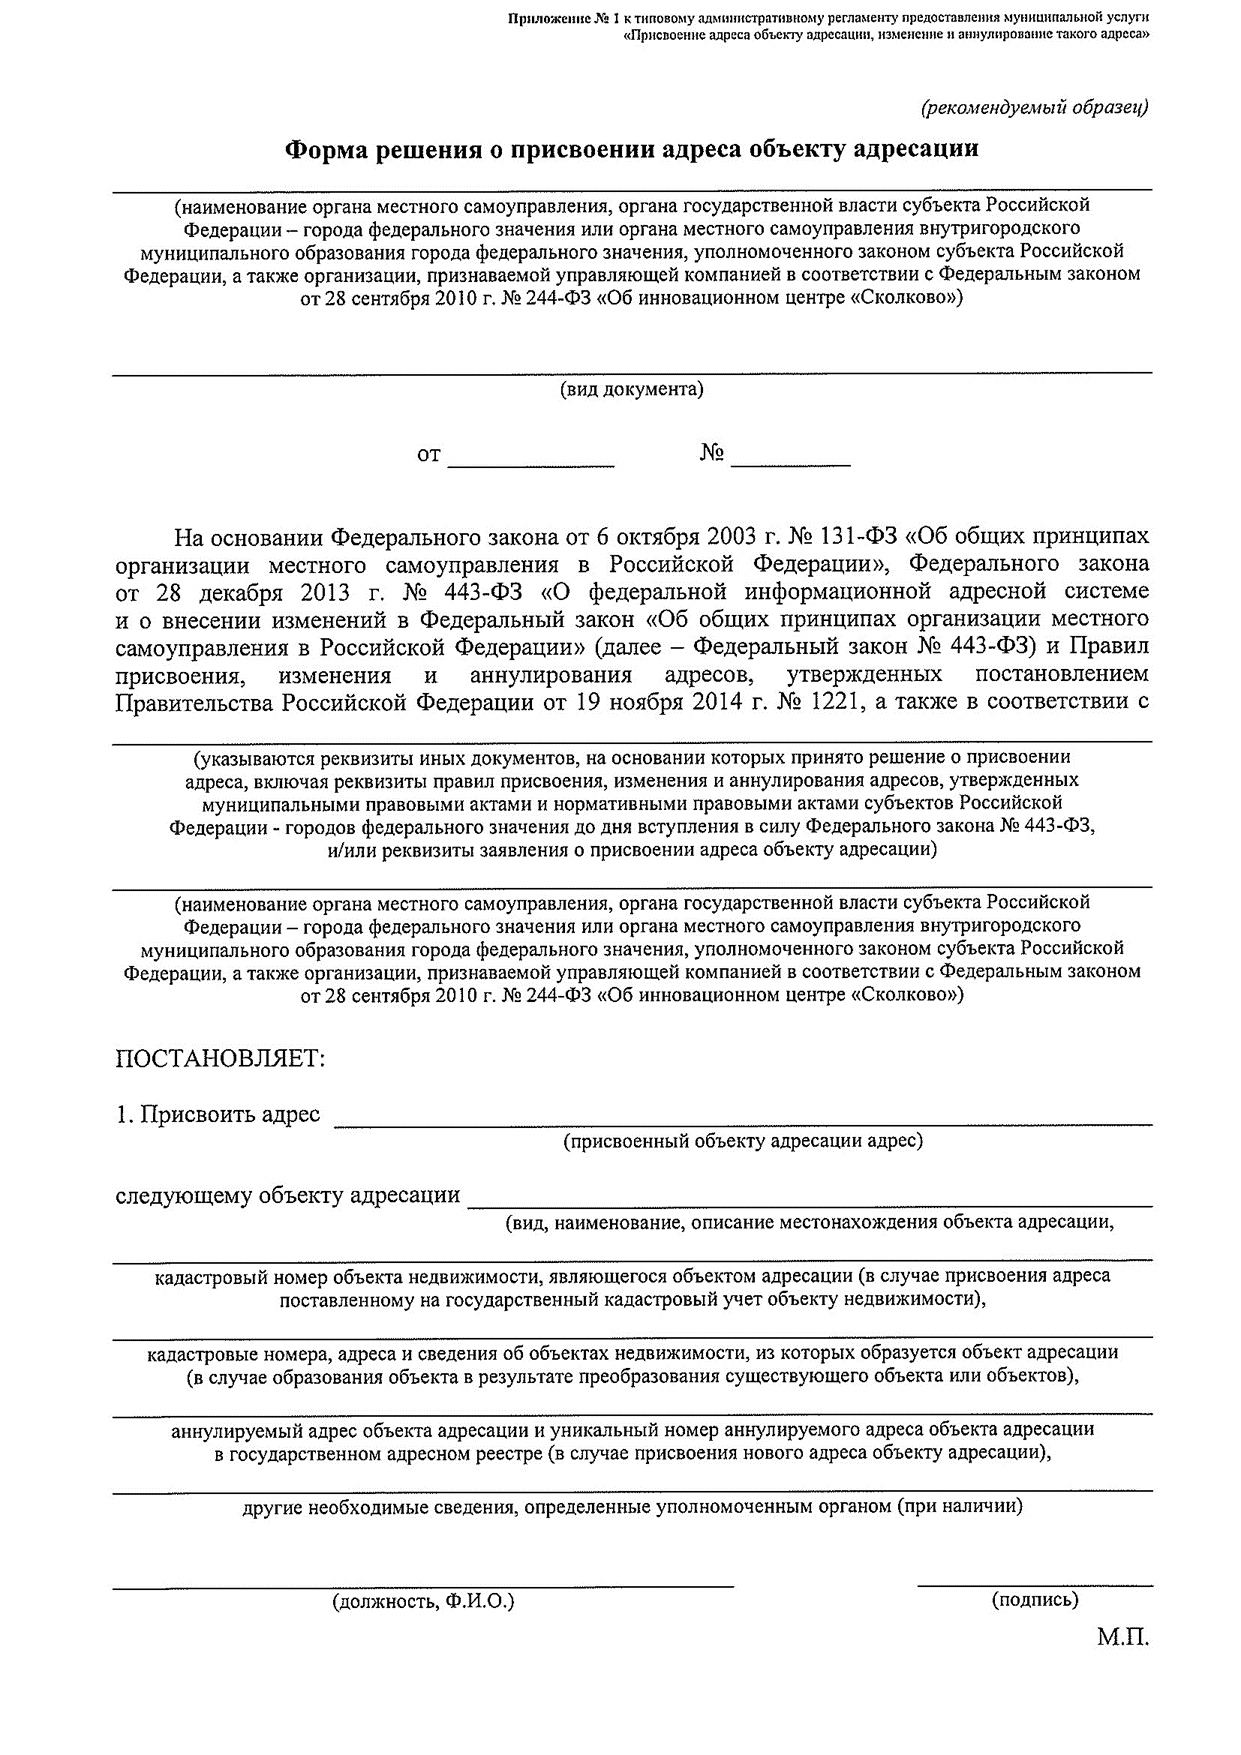 Приложение № 1 к типовому административному регламенту предоставления муниципальной услуги
«Присвоение адреса объекту адресации, изменение и аннулирование такого адреса»
(рекомендуемый образец)
Форма решения о присвоении адреса объекту адресации
(наименование органа местного самоуправления, органа государственной власти субъекта Российской
Федерации – города федерального значения или органа местного самоуправления внутригородского
муниципального образования города федерального значения, уполномоченного законом субъекта Российской
Федерации, а также организации, признаваемой управляющей компанией в соответствии с Федеральным законом
от 28 сентября 2010 г. № 244-ФЗ «Об инновационном центре «Сколково»)
(вид документа)
от ____________ № _________
На основании Федерального закона от 6 октября 2003 г. № 131-ФЗ «Об общих принципах
организации местного самоуправления в Российской Федерации», Федерального закона
от 28 декабря 2013 г. № 443-ФЗ «О федеральной информационной адресной системе
и о внесении изменений в Федеральный закон «Об общих принципах организации местного
самоуправления в Российской Федерации» (далее – Федеральный закон № 443-ФЗ) и Правил
присвоения, изменения и аннулирования адресов, утвержденных постановлением
Правительства Российской Федерации от 19 ноября 2014 г. № 1221, а также в соответствии с
(указываются реквизиты иных документов, на основании которых принято решение о присвоении
адреса, включая реквизиты правил присвоения, изменения и аннулирования адресов, утвержденных
муниципальными правовыми актами и нормативными правовыми актами субъектов Российской
Федерации - городов федерального значения до дня вступления в силу Федерального закона № 443-ФЗ,
и/или реквизиты заявления о присвоении адреса объекту адресации)
(наименование органа местного самоуправления, органа государственной власти субъекта Российской
Федерации – города федерального значения или органа местного самоуправления внутригородского
муниципального образования города федерального значения, уполномоченного законом субъекта Российской
Федерации, а также организации, признаваемой управляющей компанией в соответствии с Федеральным законом
от 28 сентября 2010 г. № 244-ФЗ «Об инновационном центре «Сколково»)
ПОСТАНОВЛЯЕТ:
1. Присвоить адрес
(присвоенный объекту адресации адрес)
следующему объекту адресации
(вид, наименование, описание местонахождения объекта адресации,
кадастровый номер объекта недвижимости, являющегося объектом адресации (в случае присвоения адреса
поставленному на государственный кадастровый учет объекту недвижимости),
кадастровые номера, адреса и сведения об объектах недвижимости, из которых образуется объект адресации
(в случае образования объекта в результате преобразования существующего объекта или объектов),
аннулируемый адрес объекта адресации и уникальный номер аннулируемого адреса объекта адресации
в государственном адресном реестре (в случае присвоения нового адреса объекту адресации),
другие необходимые сведения, определенные уполномоченным органом (при наличии)
(должность, Ф.И.О.) (подпись)
М.П.